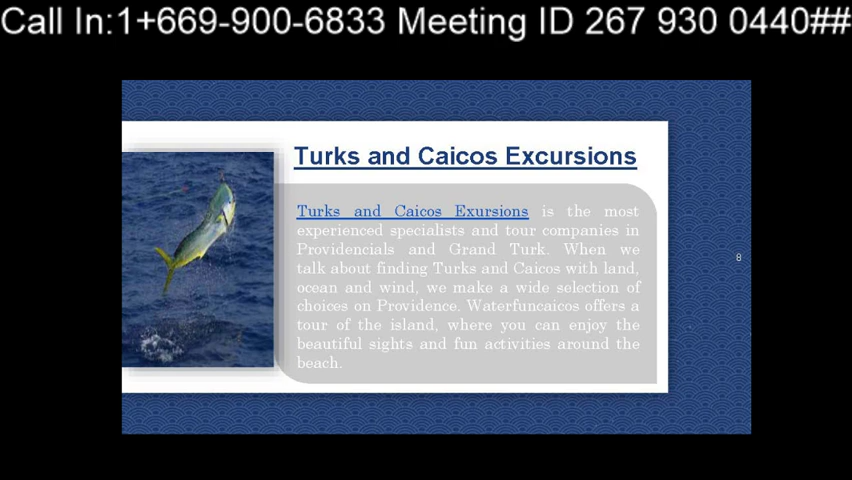 Call In:1+669-900-6833 Meeting ID 267 930 0440##
Turks and Caicos Excursions
Turks and Caicos Exursions is the most
experienced specialists and tour companies in
Providencials and Grand Turk. When we
talk about finding Turks and Caicos with land,
ocean and wind, we make a wide selection of
choices on Providence. Waterfuncaicos offers a
tour of the island, where you can enjoy the
beautiful sights and fun activities around the
beach.
8